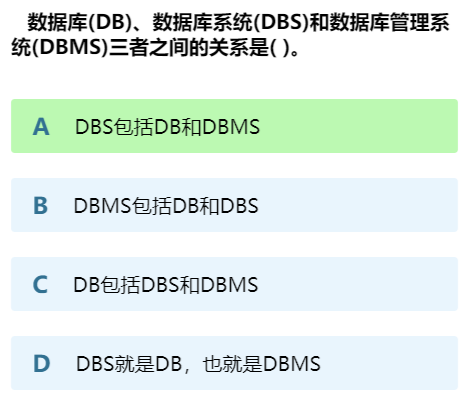 数据库(DB)、数据库系统(DBS)和数据库管理系
统(DBMS)三者之间的关系是( )。
A DBS包括DB和DBMS
B DBMS包括DB和DBS
C DB包括DBS和DBMS
D DBS就是DB，也就是DBMS